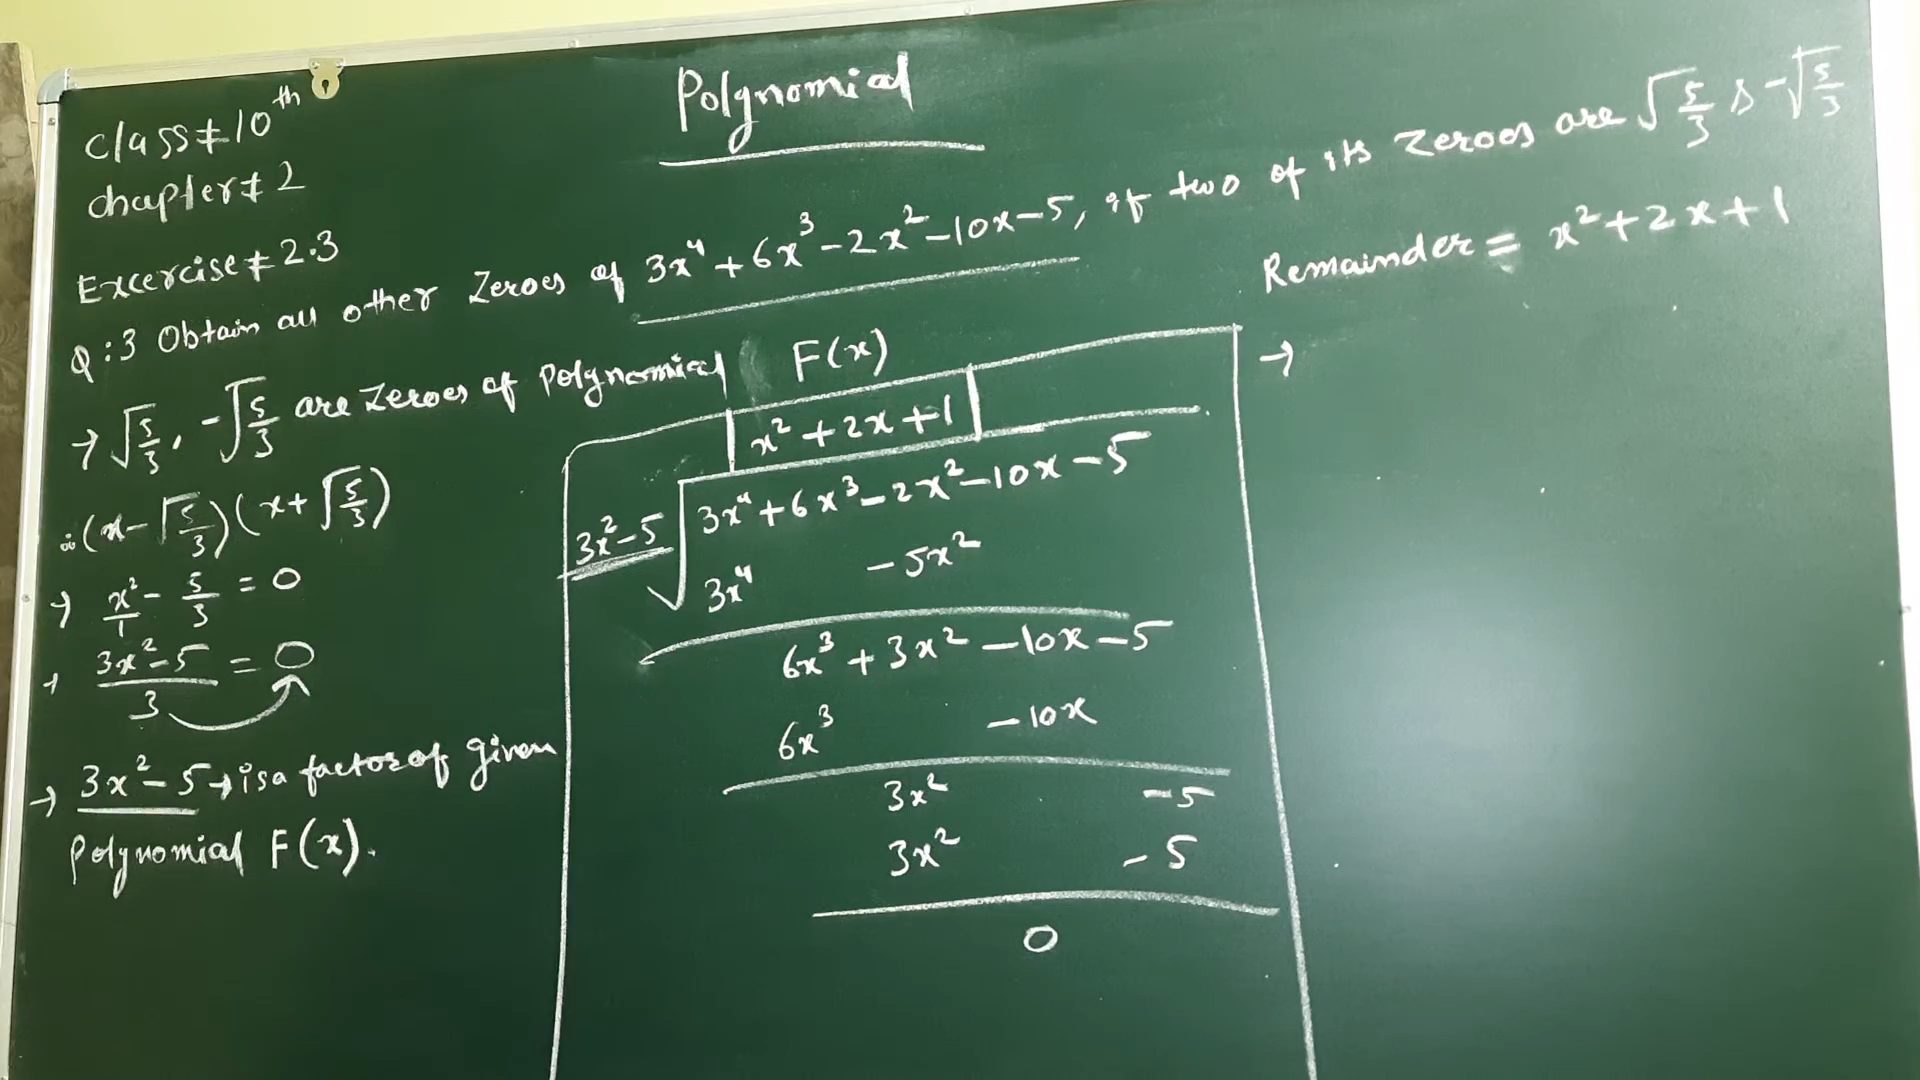 Polynomial
Class ≠ 10th
Chapter ≠ 2
Excercise ≠ 2.3
Q:3 Obtain all other Zeroes of 3x⁴+6x³-2x²-10x-5, if two of its Zeroes are √5/3 & -√5/3
→ √5/3, -√5/3 are Zeroes of Polynomial F(x)
∴ (x-√5/3)(x+√5/3)
→ x²/1 - 5/3 = 0
→ 3x²-5/3 = 0
→ 3x²-5 → is a factor of given
Polynomial F(x).
x²+2x+1
3x²-5 √3x⁴+6x³-2x²-10x-5
3x⁴ -5x²
6x³+3x²-10x-5
6x³ -10x
3x² -5
3x² -5
0
Remainder = x²+2x+1
→